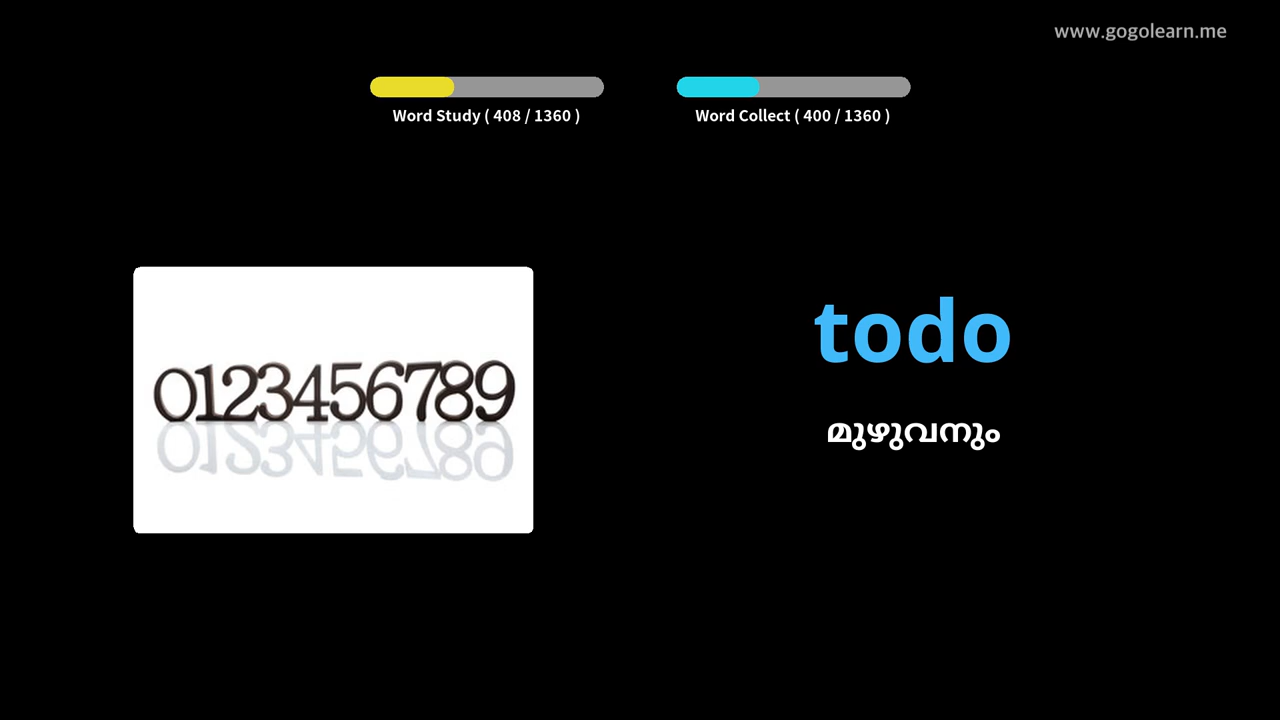 www.gogolearn.me
Word Study ( 408 / 1360 )
Word Collect ( 400 / 1360 )
0123456789
todo
മുഴുവനും